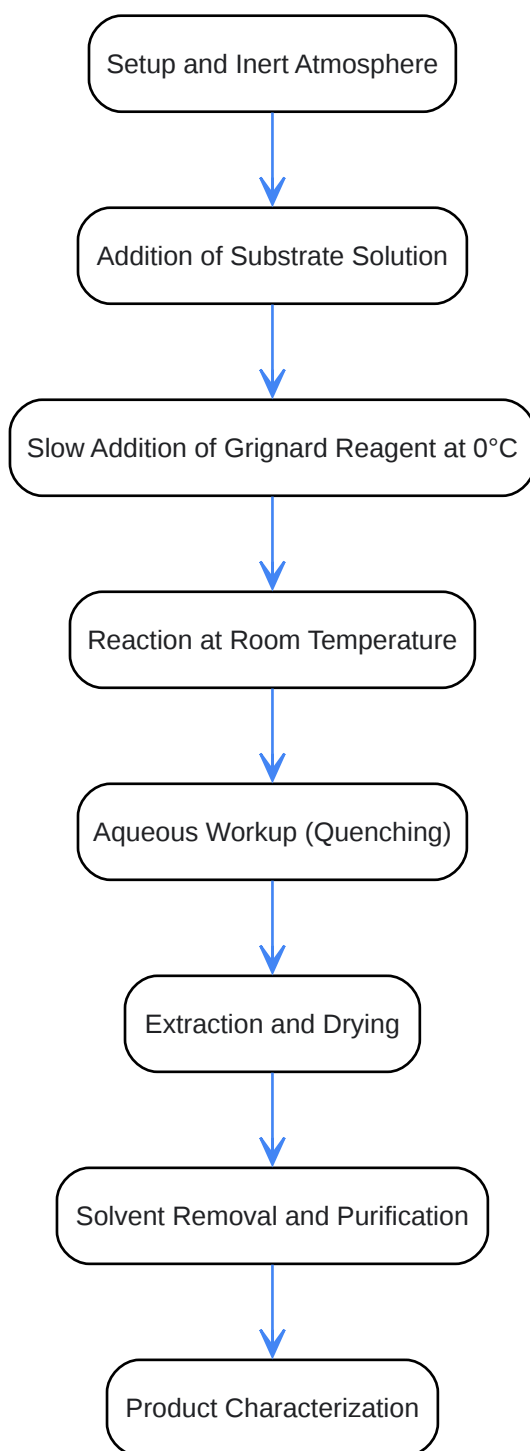 Setup and Inert Atmosphere
Addition of Substrate Solution
Slow Addition of Grignard Reagent at 0°C
Reaction at Room Temperature
Aqueous Workup (Quenching)
Extraction and Drying
Solvent Removal and Purification
Product Characterization